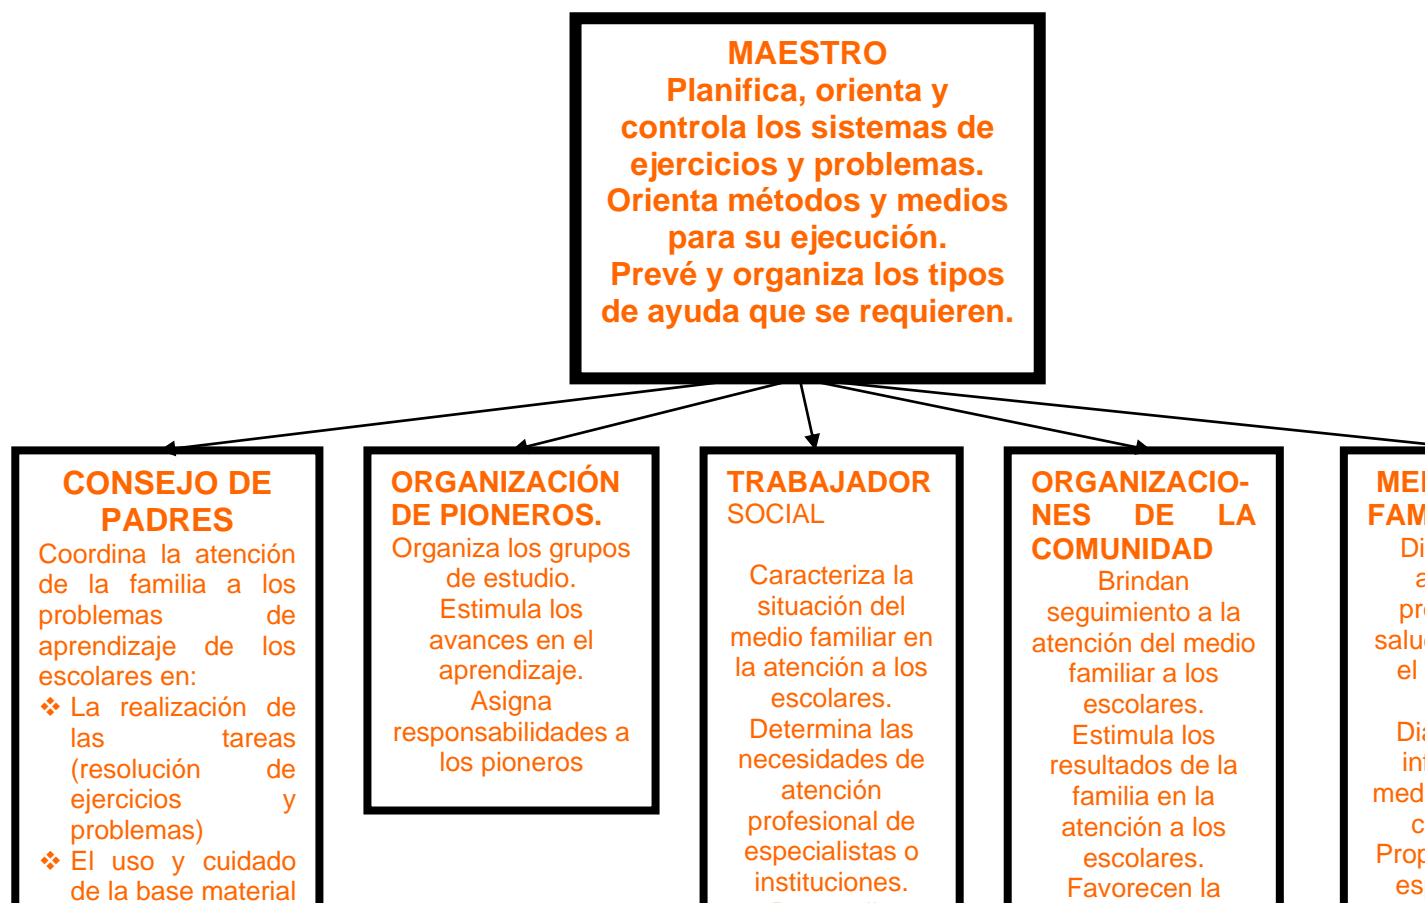 MAESTRO
Planifica, orienta y
controla los sistemas de
ejercicios y problemas.
Orienta métodos y medios
para su ejecución.
Prevé y organiza los tipos
de ayuda que se requieren.
CONSEJO DE
PADRES
Coordina la atención
de la familia a los
problemas de
aprendizaje de los
escolares en:
❖ La realización de
las tareas
(resolución de
ejercicios y
problemas)
❖ El uso y cuidado
de la base material
ORGANIZACIÓN
DE PIONEROS.
Organiza los grupos
de estudio.
Estimula los
avances en el
aprendizaje.
Asigna
responsabilidades a
los pioneros
TRABAJADOR
SOCIAL
Caracteriza la
situación del
medio familiar en
la atención a los
escolares.
Determina las
necesidades de
atención
profesional de
especialistas o
instituciones.
ORGANIZACIO-
NES DE LA
COMUNIDAD
Brindan
seguimiento a la
atención del medio
familiar a los
escolares.
Estimula los
resultados de la
familia en la
atención a los
escolares.
Favorecen la
el